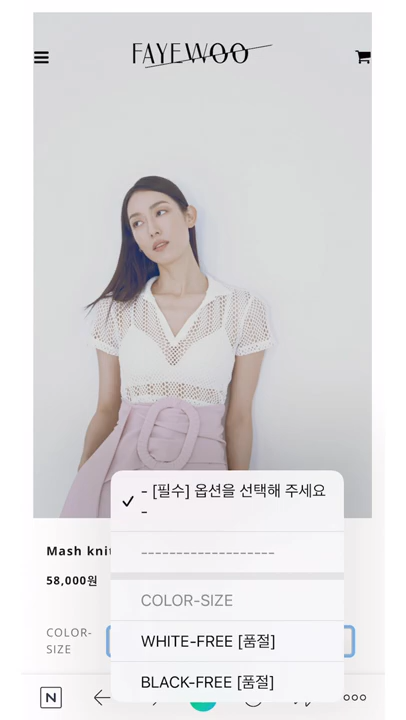 FAYEWOO
- [필수] 옵션을 선택해 주세요
-
Mash knit
58,000원
--------------------
COLOR-SIZE
COLOR-
SIZE
WHITE-FREE [품절]
BLACK-FREE [품절]
N